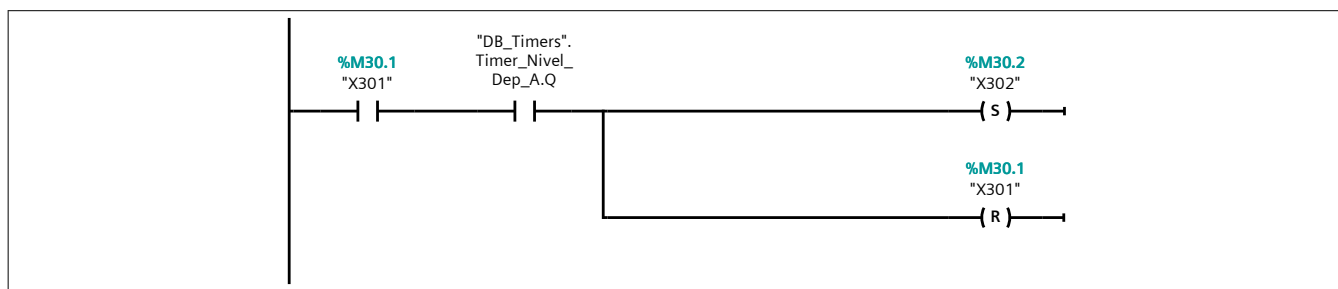 "DB_Timers".
Timer_Nivel_
Dep_A.Q
%M30.1
"X301"
%M30.2
"X302"
S
%M30.1
"X301"
R